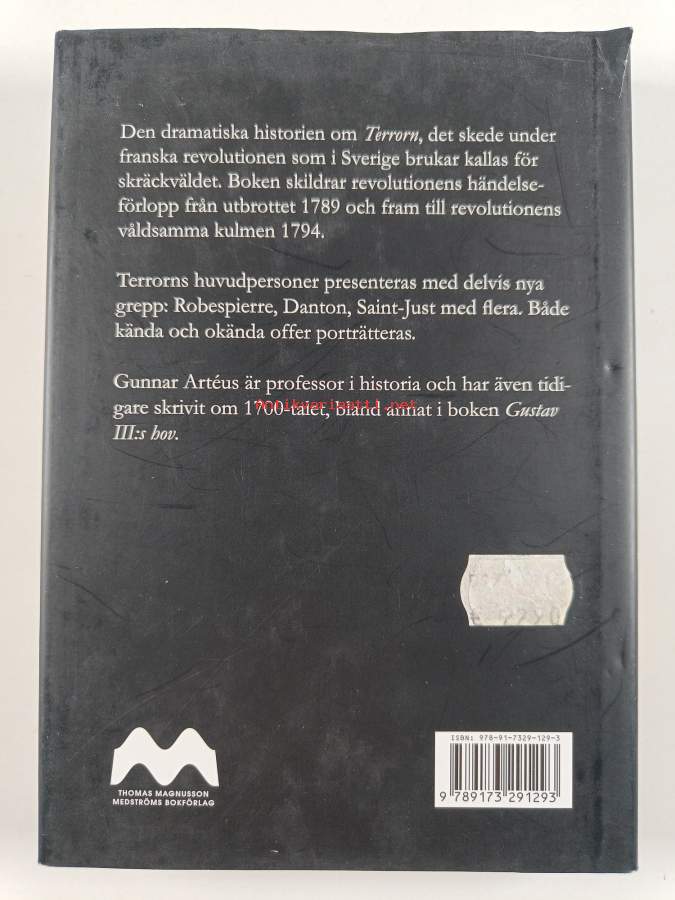 Den dramatiska historien om Terrorn, det skede under
franska revolutionen som i Sverige brukar kallas för
skräckväldet. Boken skildrar revolutionens händelse-
förlopp från utbrottet 1789 och fram till revolutionens
våldsamma kulmen 1794.
Terrorns huvudpersoner presenteras med delvis nya
grepp: Robespierre, Danton, Saint-Just med flera. Både
kända och okända offer porträtteras.
Gunnar Artéus är professor i historia och har även tidi-
gare skrivit om 1700-talet, bland annat i boken Gustav
III:s hov.
Antikvariaatti.net
THOMAS MAGNUSSON
MEDSTRÖMS BOKFÖRLAG
ISBN: 978-91-7329-129-3
9 789173 291293